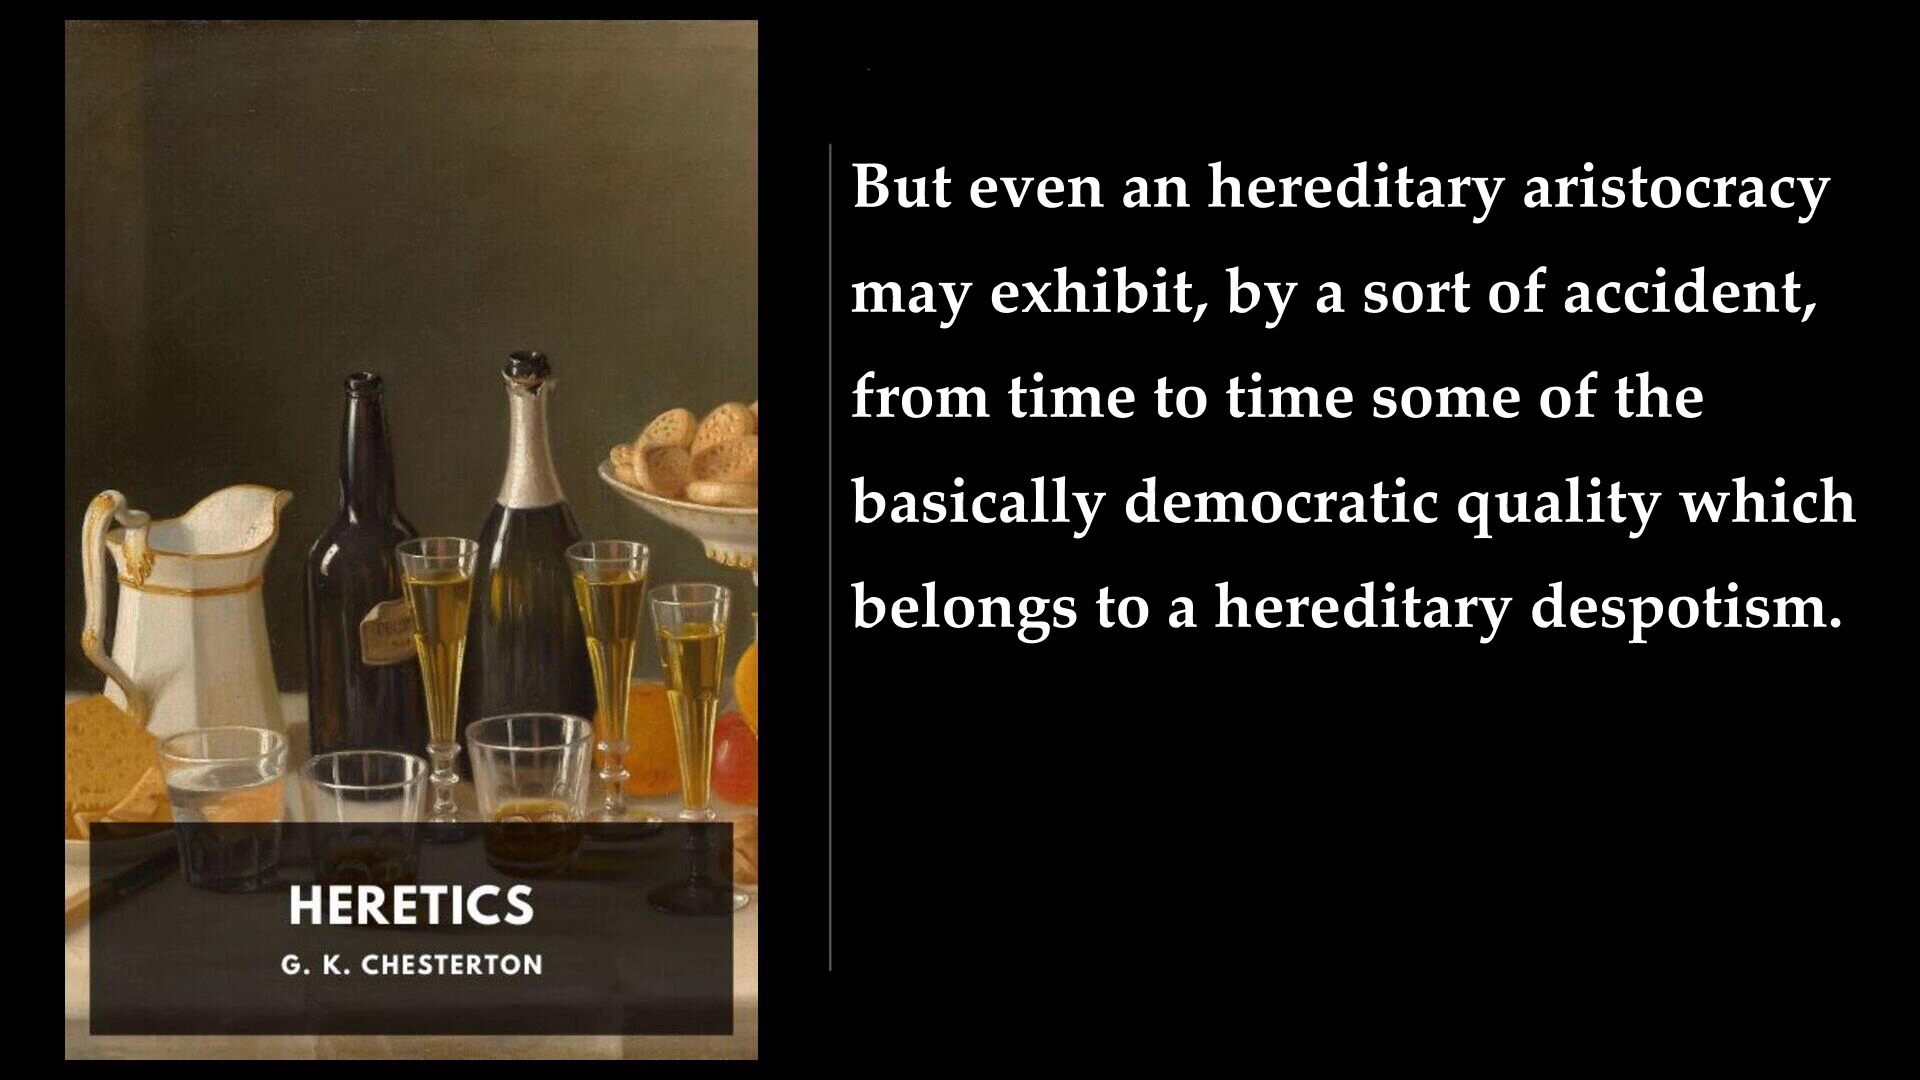 But even an hereditary aristocracy
may exhibit, by a sort of accident,
from time to time some of the
basically democratic quality which
belongs to a hereditary despotism.
HERETICS
G. K. CHESTERTON